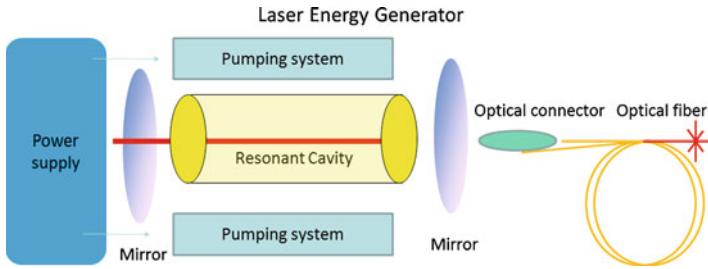 Laser Energy Generator
Pumping system
Optical connector
Optical fiber
Power
supply
Resonant Cavity
Pumping system
Mirror
Mirror